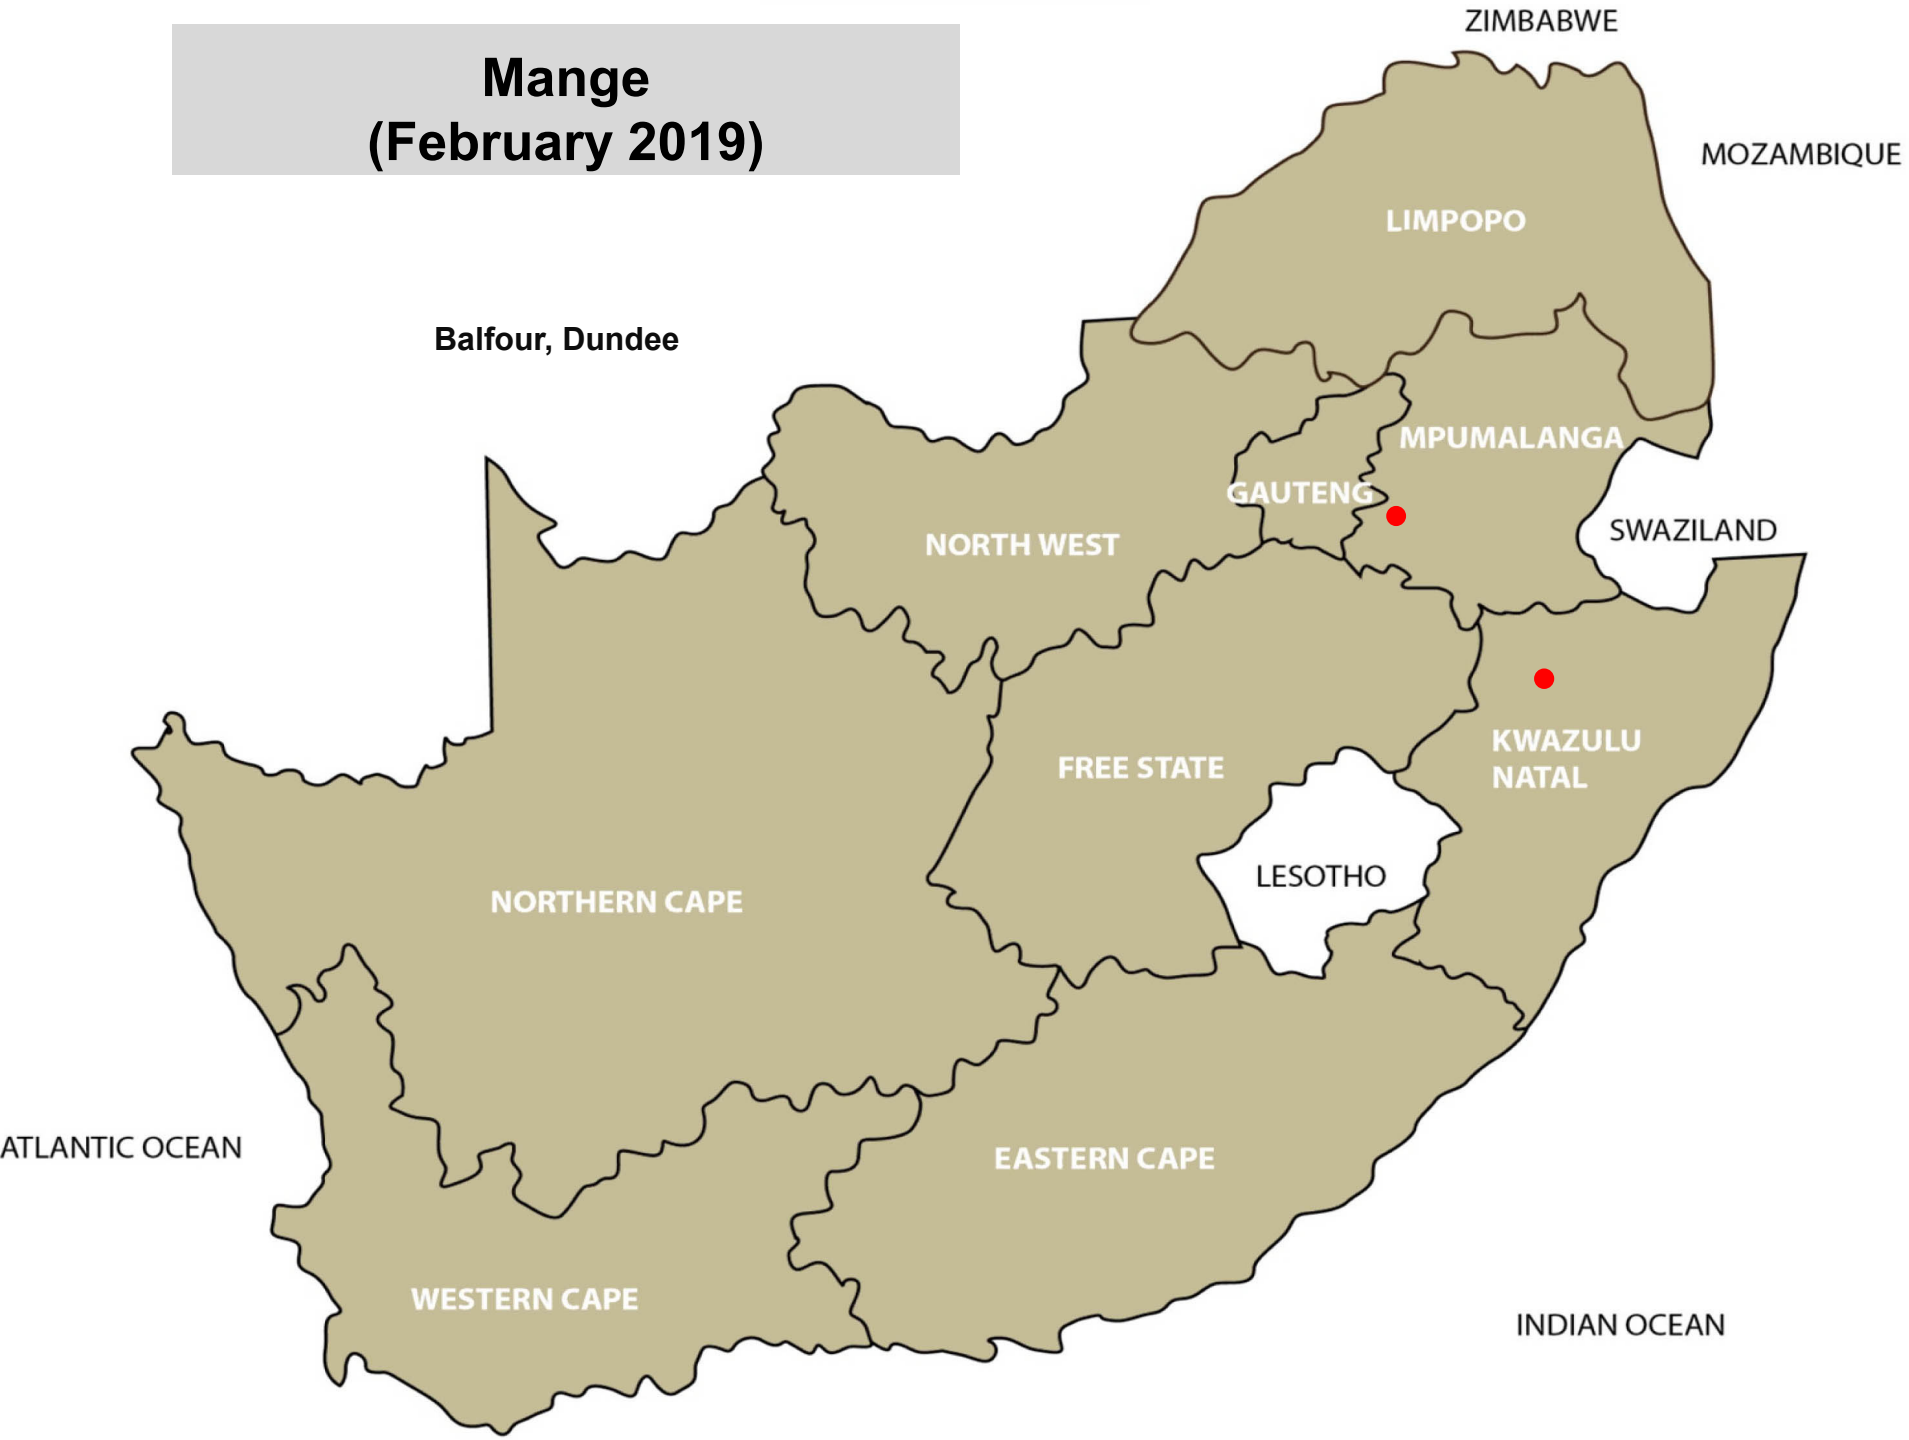 Mange
(February 2019)
ZIMBABWE
MOZAMBIQUE
LIMPOPO
Balfour, Dundee
MPUMALANGA
GAUTENG
NORTH WEST
SWAZILAND
KWAZULU
NATAL
FREE STATE
LESOTHO
NORTHERN CAPE
ATLANTIC OCEAN
EASTERN CAPE
WESTERN CAPE
INDIAN OCEAN